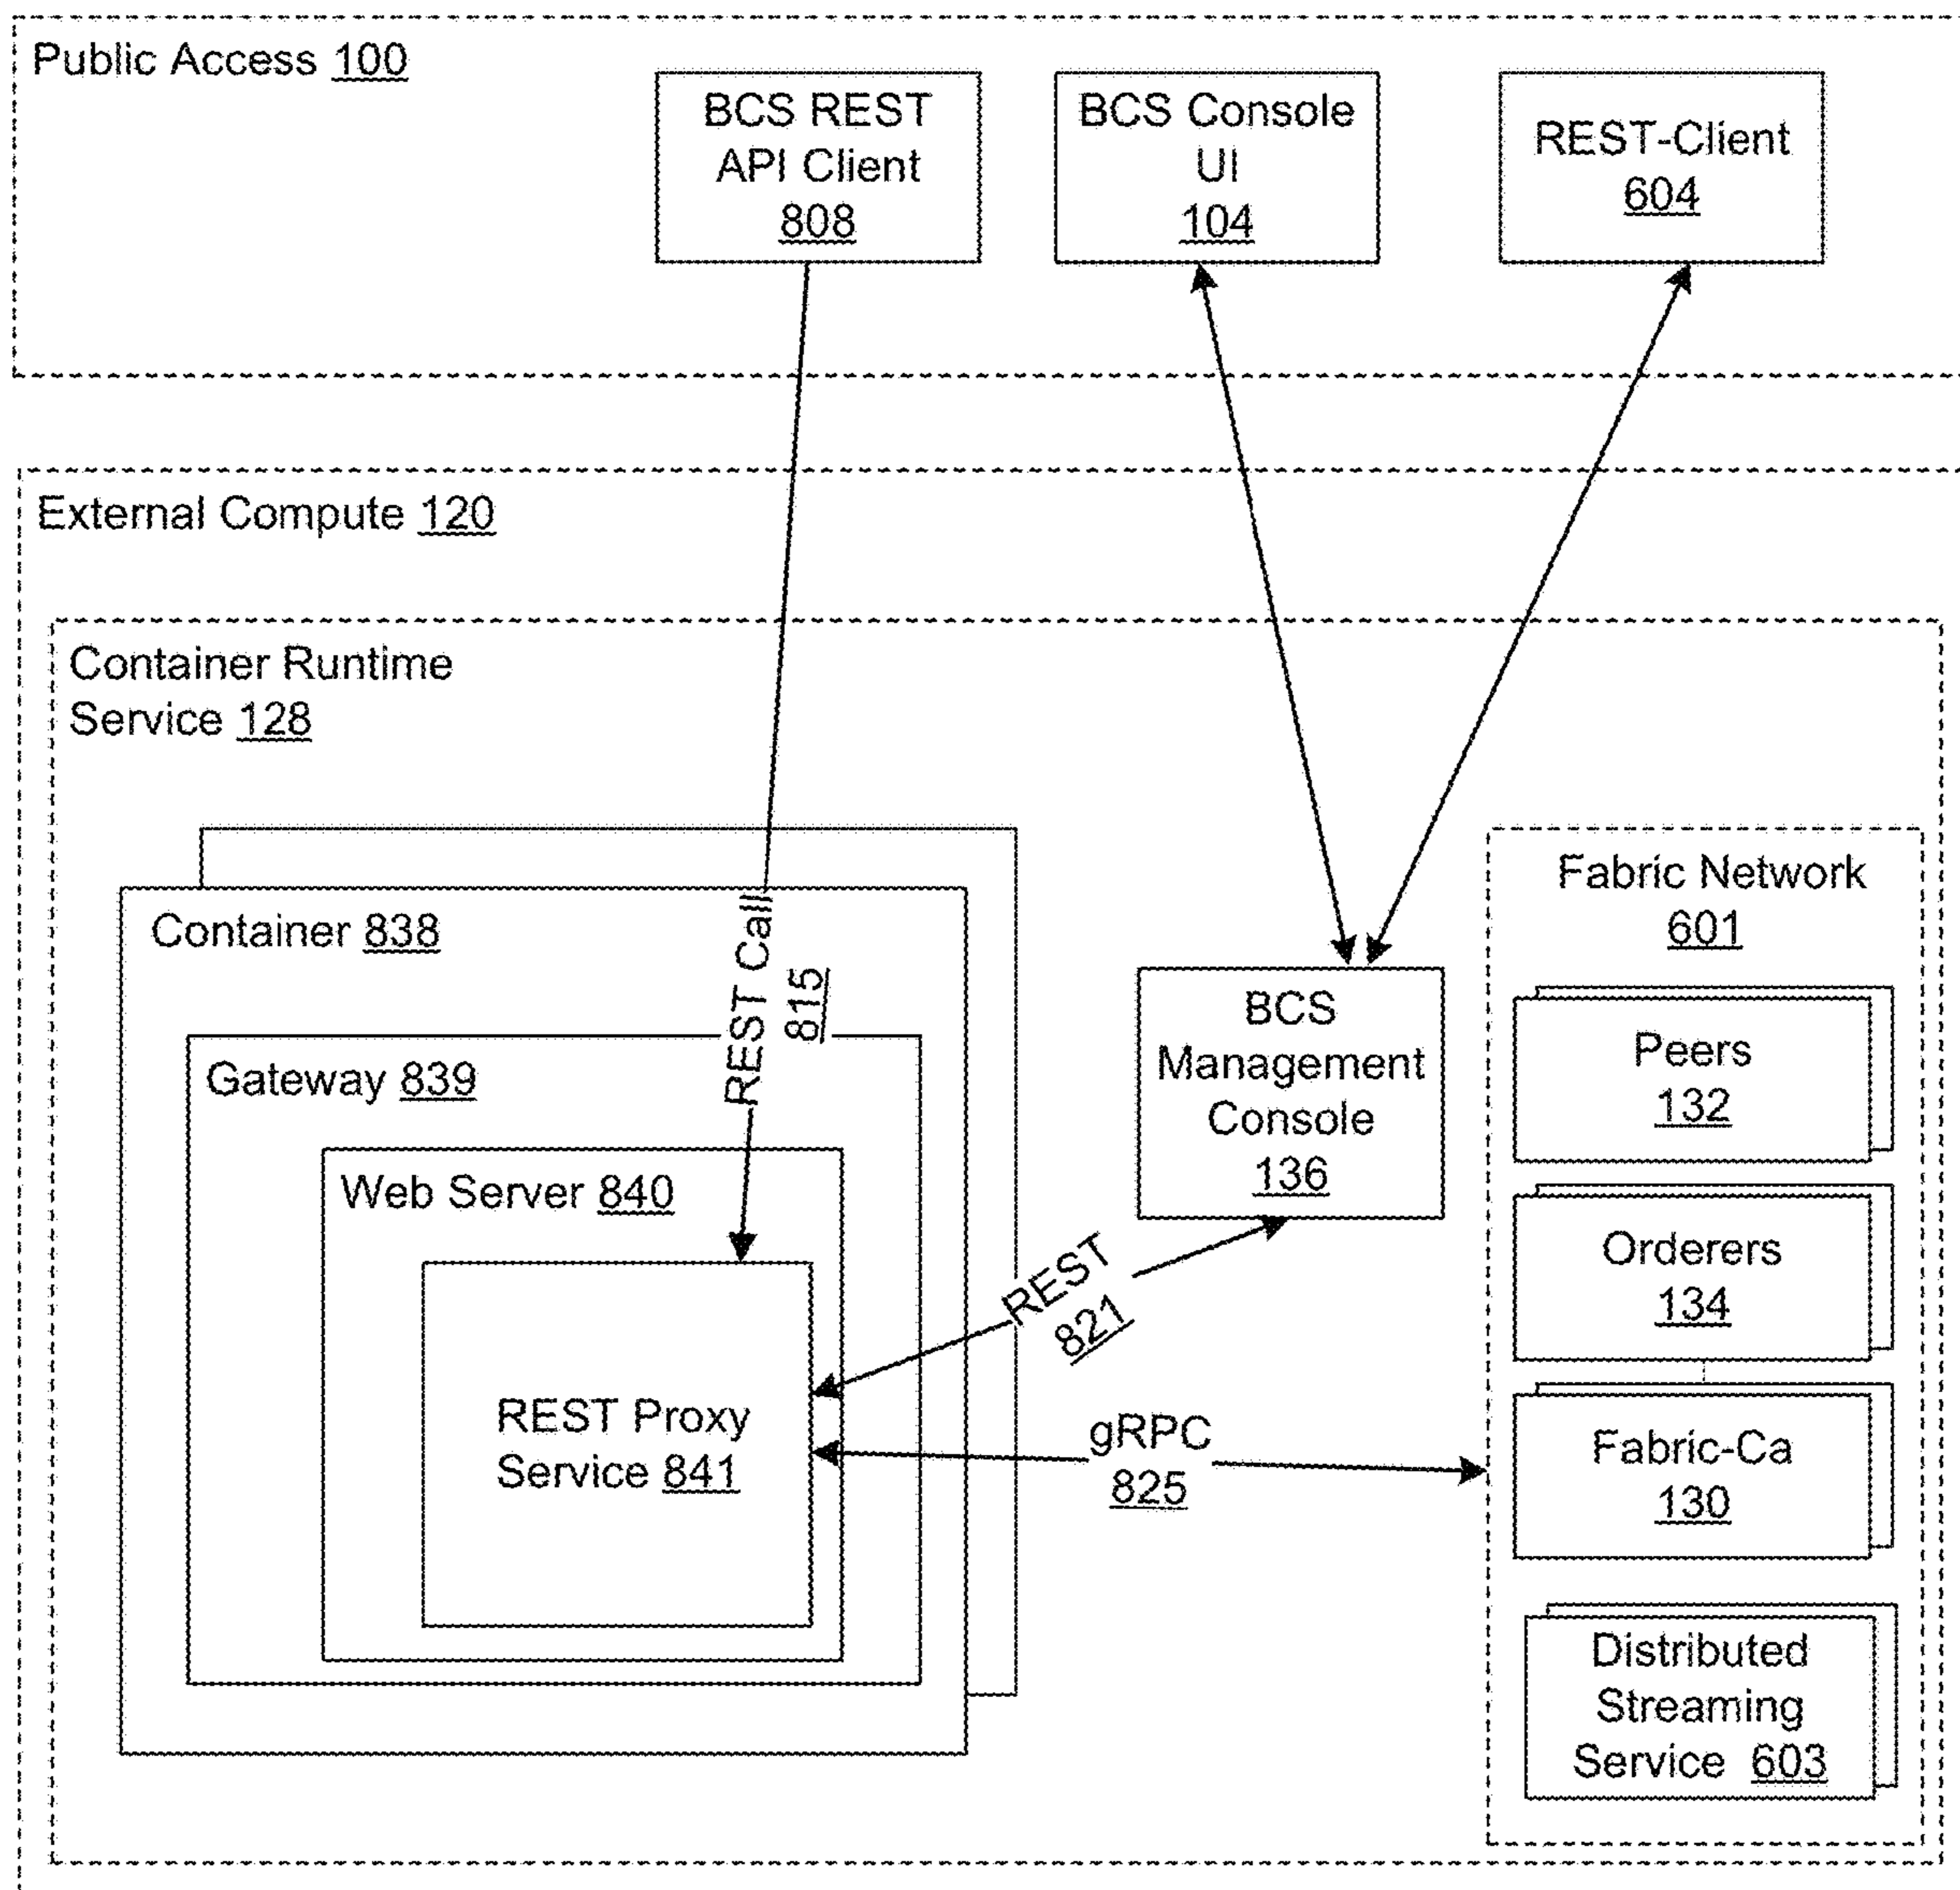 Public Access 100
BCS REST
API Client
808
BCS Console
UI
104
REST-Client
604
External Compute 120
Container Runtime
Service 128
Container 838
REST Call
815
Gateway 839
Web Server 840
REST Proxy
Service 841
BCS
Management
Console
136
REST
821
gRPC
825
Fabric Network
601
Peers
132
Orderers
134
Fabric-Ca
130
Distributed
Streaming
Service 603